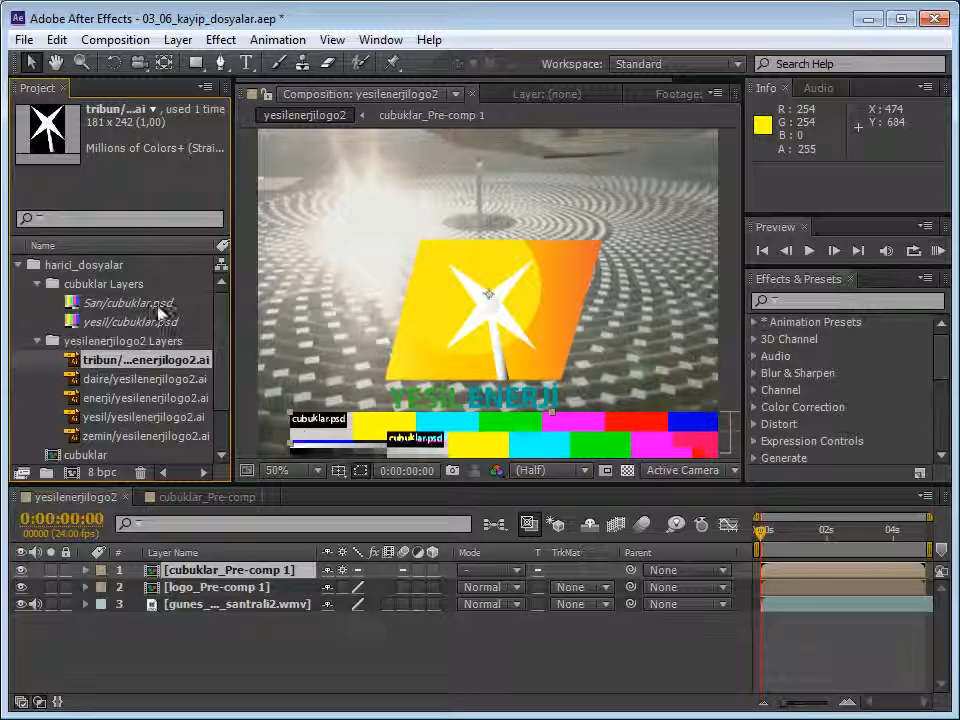 Adobe After Effects - 03_06_kayip_dosyalar.aep *
File Edit Composition Layer Effect Animation View Window Help
Workspace: Standard
Search Help
Project
tribun/...ai, used 1 time
181 x 242 (1,00)
Millions of Colors+ (Strai...
Name
harici_dosyalar
cubuklar Layers
Sarı/cubuklar.psd
yesil/cubuklar.psd
yesilenerjilogo2 Layers
tribun/...enerjilogo2.ai
daire/yesilenerjilogo2.ai
enerji/yesilenerjilogo2.ai
yesil/yesilenerjilogo2.ai
zemin/yesilenerjilogo2.ai
cubuklar
8 bpc
Composition: yesilenerjilogo2
Layer: (none)
Footage:
yesilenerjilogo2
cubuklar_Pre-comp 1
YEŞİL ENERJİ
cubuklar.psd
cubuklar.psd
50%
0:00:00:00
(Half)
Active Camera
Info Audio
R : 254
G : 254
B : 0
A : 255
X : 474
Y : 684
Preview
Effects & Presets
* Animation Presets
3D Channel
Audio
Blur & Sharpen
Channel
Color Correction
Distort
Expression Controls
Generate
yesilenerjilogo2
cubuklar_Pre-comp 1
0:00:00:00
00000 (24.00 fps)
02s 04s
# Layer Name Mode T TrkMat Parent
1 [cubuklar_Pre-comp 1] - None
2 [logo_Pre-comp 1] Normal None None
3 [gunes_..._santrali2.wmv] Normal None None